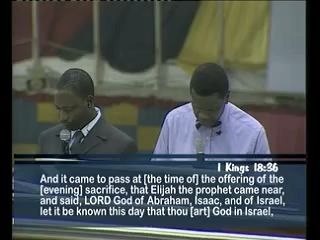 1 Kings 18:36
And it came to pass at [the time of] the offering of the
[evening] sacrifice, that Elijah the prophet came near,
and said, LORD God of Abraham, Isaac, and of Israel,
let it be known this day that thou [art] God in Israel,